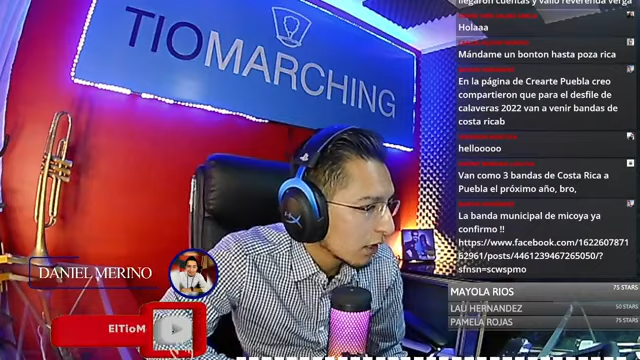 TIOMARCHING
llegaron cuentas y valio reverenda verga
Holaaa
Mándame un bonton hasta poza rica
En la página de Crearte Puebla creo
compartieron que para el desfile de
calaveras 2022 van a venir bandas de
costa ricab
hellooooo
Van como 3 bandas de Costa Rica a
Puebla el próximo año, bro,
La banda municipal de micoya ya
confirmo !!
https://www.facebook.com/1622607871
62961/posts/4461239467265050/?
sfnsn=scwspmo
DANIEL MERINO
ElTioM
MAYOLA RIOS 75 STARS
LAU HERNANDEZ 50 STARS
PAMELA ROJAS 75 STARS